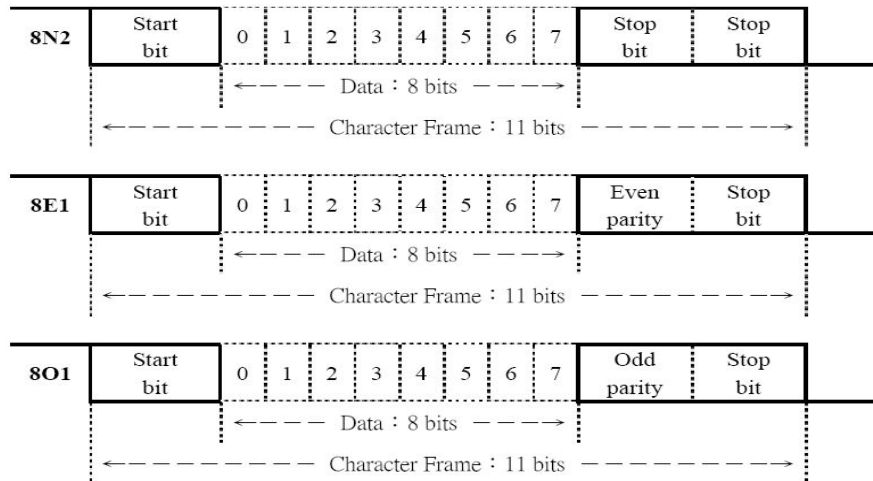 8N2 Start bit 0 1 2 3 4 5 6 7 Stop bit Stop bit
Data : 8 bits
Character Frame : 11 bits
8E1 Start bit 0 1 2 3 4 5 6 7 Even parity Stop bit
Data : 8 bits
Character Frame : 11 bits
8O1 Start bit 0 1 2 3 4 5 6 7 Odd parity Stop bit
Data : 8 bits
Character Frame : 11 bits